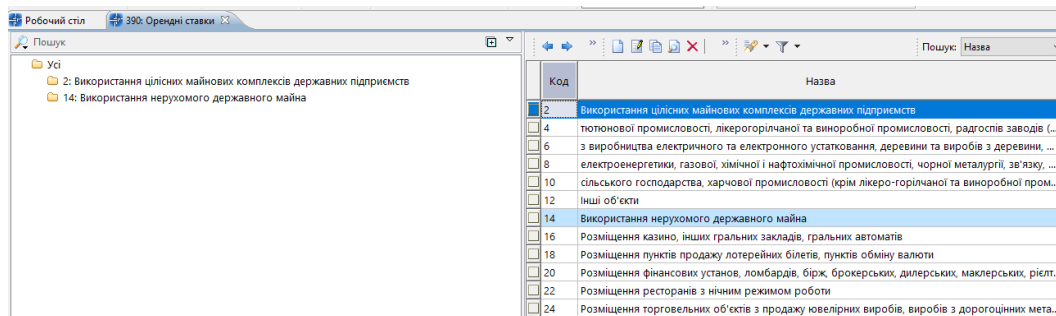 Робочий стіл
390: Орендні ставки
Пошук
Усі
2: Використання цілісних майнових комплексів державних підприємств
14: Використання нерухомого державного майна
Пошук: Назва
Код Назва
2 Використання цілісних майнових комплексів державних підприємств
4 тютюнової промисловості, лікерогорілчаної та виноробної промисловості, радгоспів заводів (...
6 з виробництва електричного та електронного устатковання, деревини та виробів з деревини, ...
8 електроенергетики, газової, хімічної і нафтохімічної промисловості, чорної металургії, зв'язку, ...
10 сільського господарства, харчової промисловості (крім лікеро-горілчаної та виноробної пром...
12 Інші об'єкти
14 Використання нерухомого державного майна
16 Розміщення казино, інших гральних закладів, гральних автоматів
18 Розміщення пунктів продажу лотерейних білетів, пунктів обміну валюти
20 Розміщення фінансових установ, ломбардів, бірж, брокерських, дилерських, маклерських, рієлт...
22 Розміщення ресторанів з нічним режимом роботи
24 Розміщення торговельних об'єктів з продажу ювелірних виробів, виробів з дорогоцінних мета...